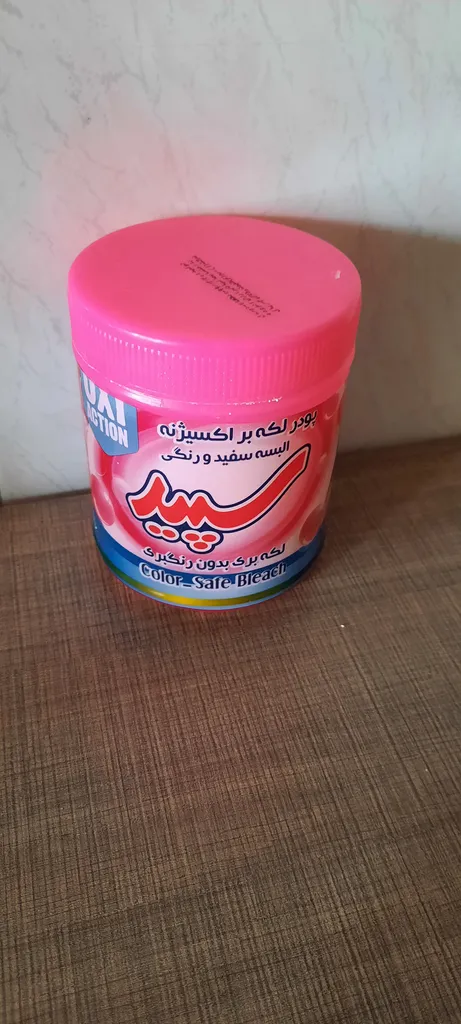 OXI
ACTION
پودر لکه بر اکسیژنه
البسه سفید و رنگی
سپید
لکه بری بدون رنگبری
Color-Safe Bleach